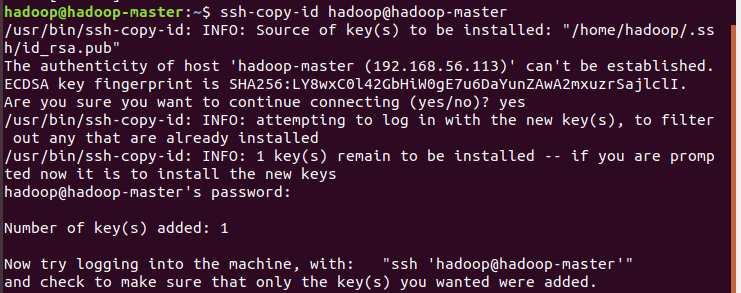 hadoop@hadoop-master:~$ ssh-copy-id hadoop@hadoop-master
/usr/bin/ssh-copy-id: INFO: Source of key(s) to be installed: "/home/hadoop/.ss
h/id_rsa.pub"
The authenticity of host 'hadoop-master (192.168.56.113)' can't be established.
ECDSA key fingerprint is SHA256:LY8wxC0l42GbHiW0gE7u6DaYunZAwA2mxuzrSajlclI.
Are you sure you want to continue connecting (yes/no)? yes
/usr/bin/ssh-copy-id: INFO: attempting to log in with the new key(s), to filter
 out any that are already installed
/usr/bin/ssh-copy-id: INFO: 1 key(s) remain to be installed -- if you are promp
ted now it is to install the new keys
hadoop@hadoop-master's password:
Number of key(s) added: 1
Now try logging into the machine, with:   "ssh 'hadoop@hadoop-master'"
and check to make sure that only the key(s) you wanted were added.